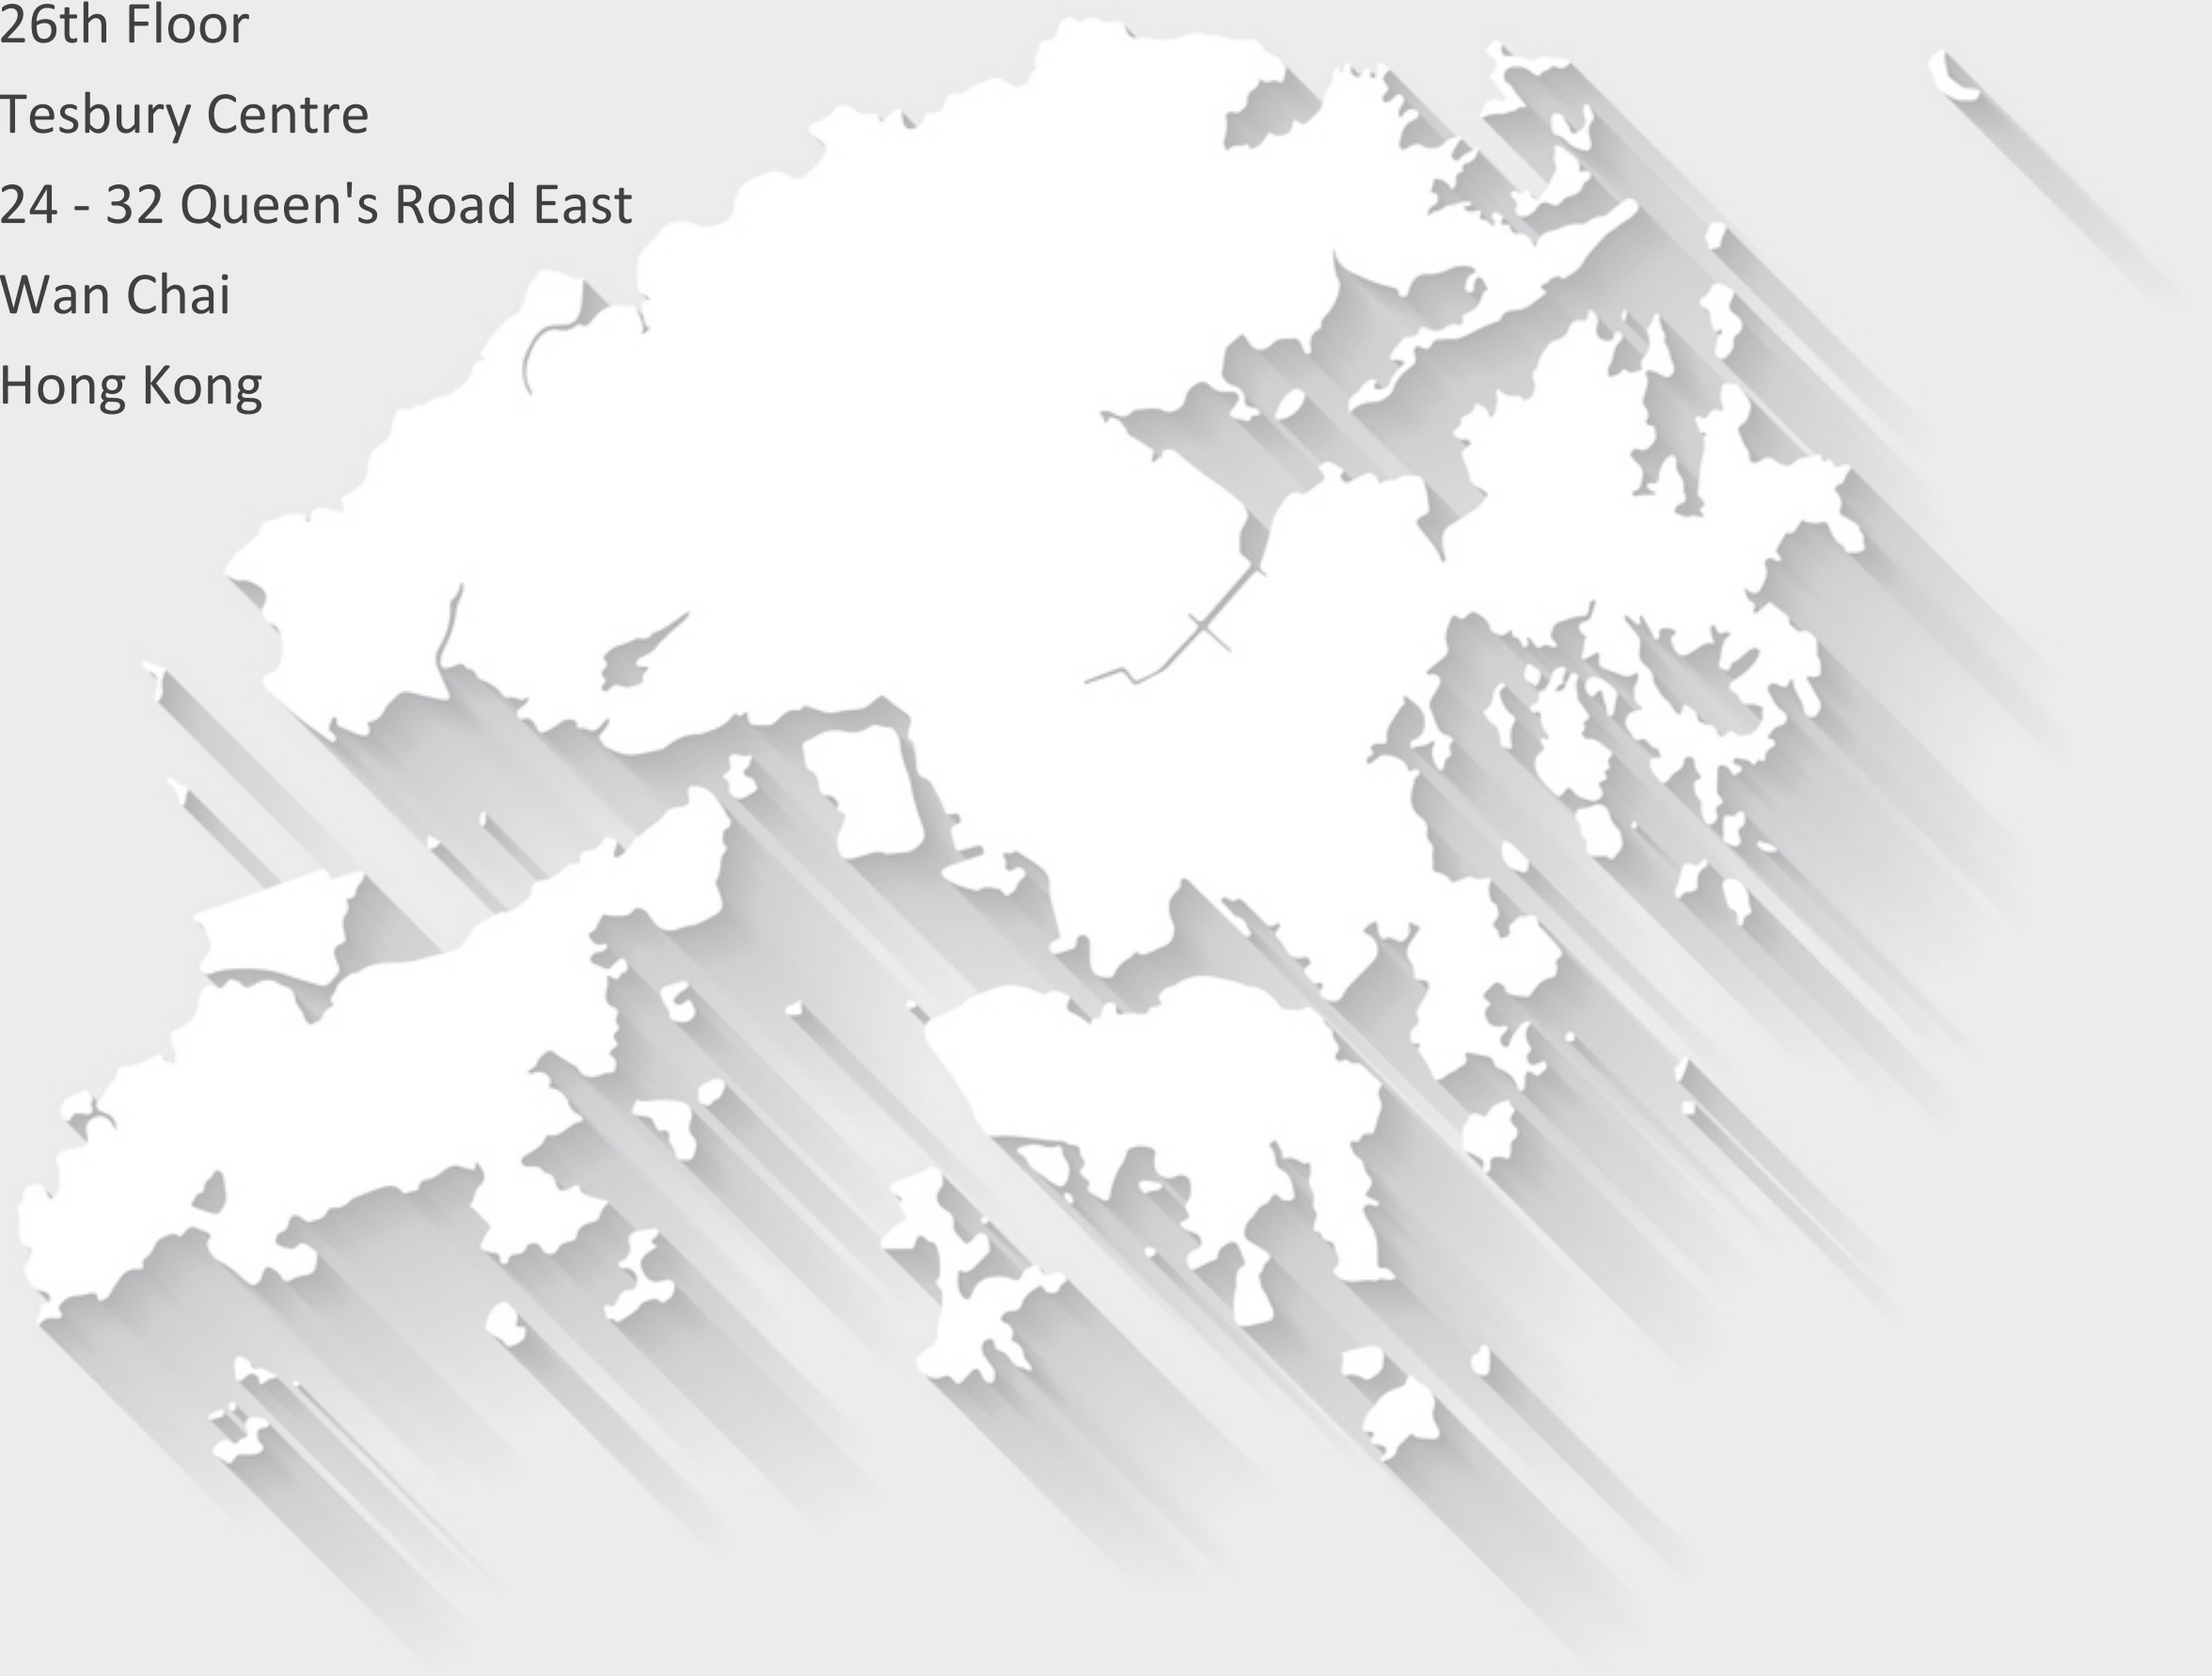 26th Floor
Tesbury Centre
24 - 32 Queen's Road East
Wan Chai
Hong Kong